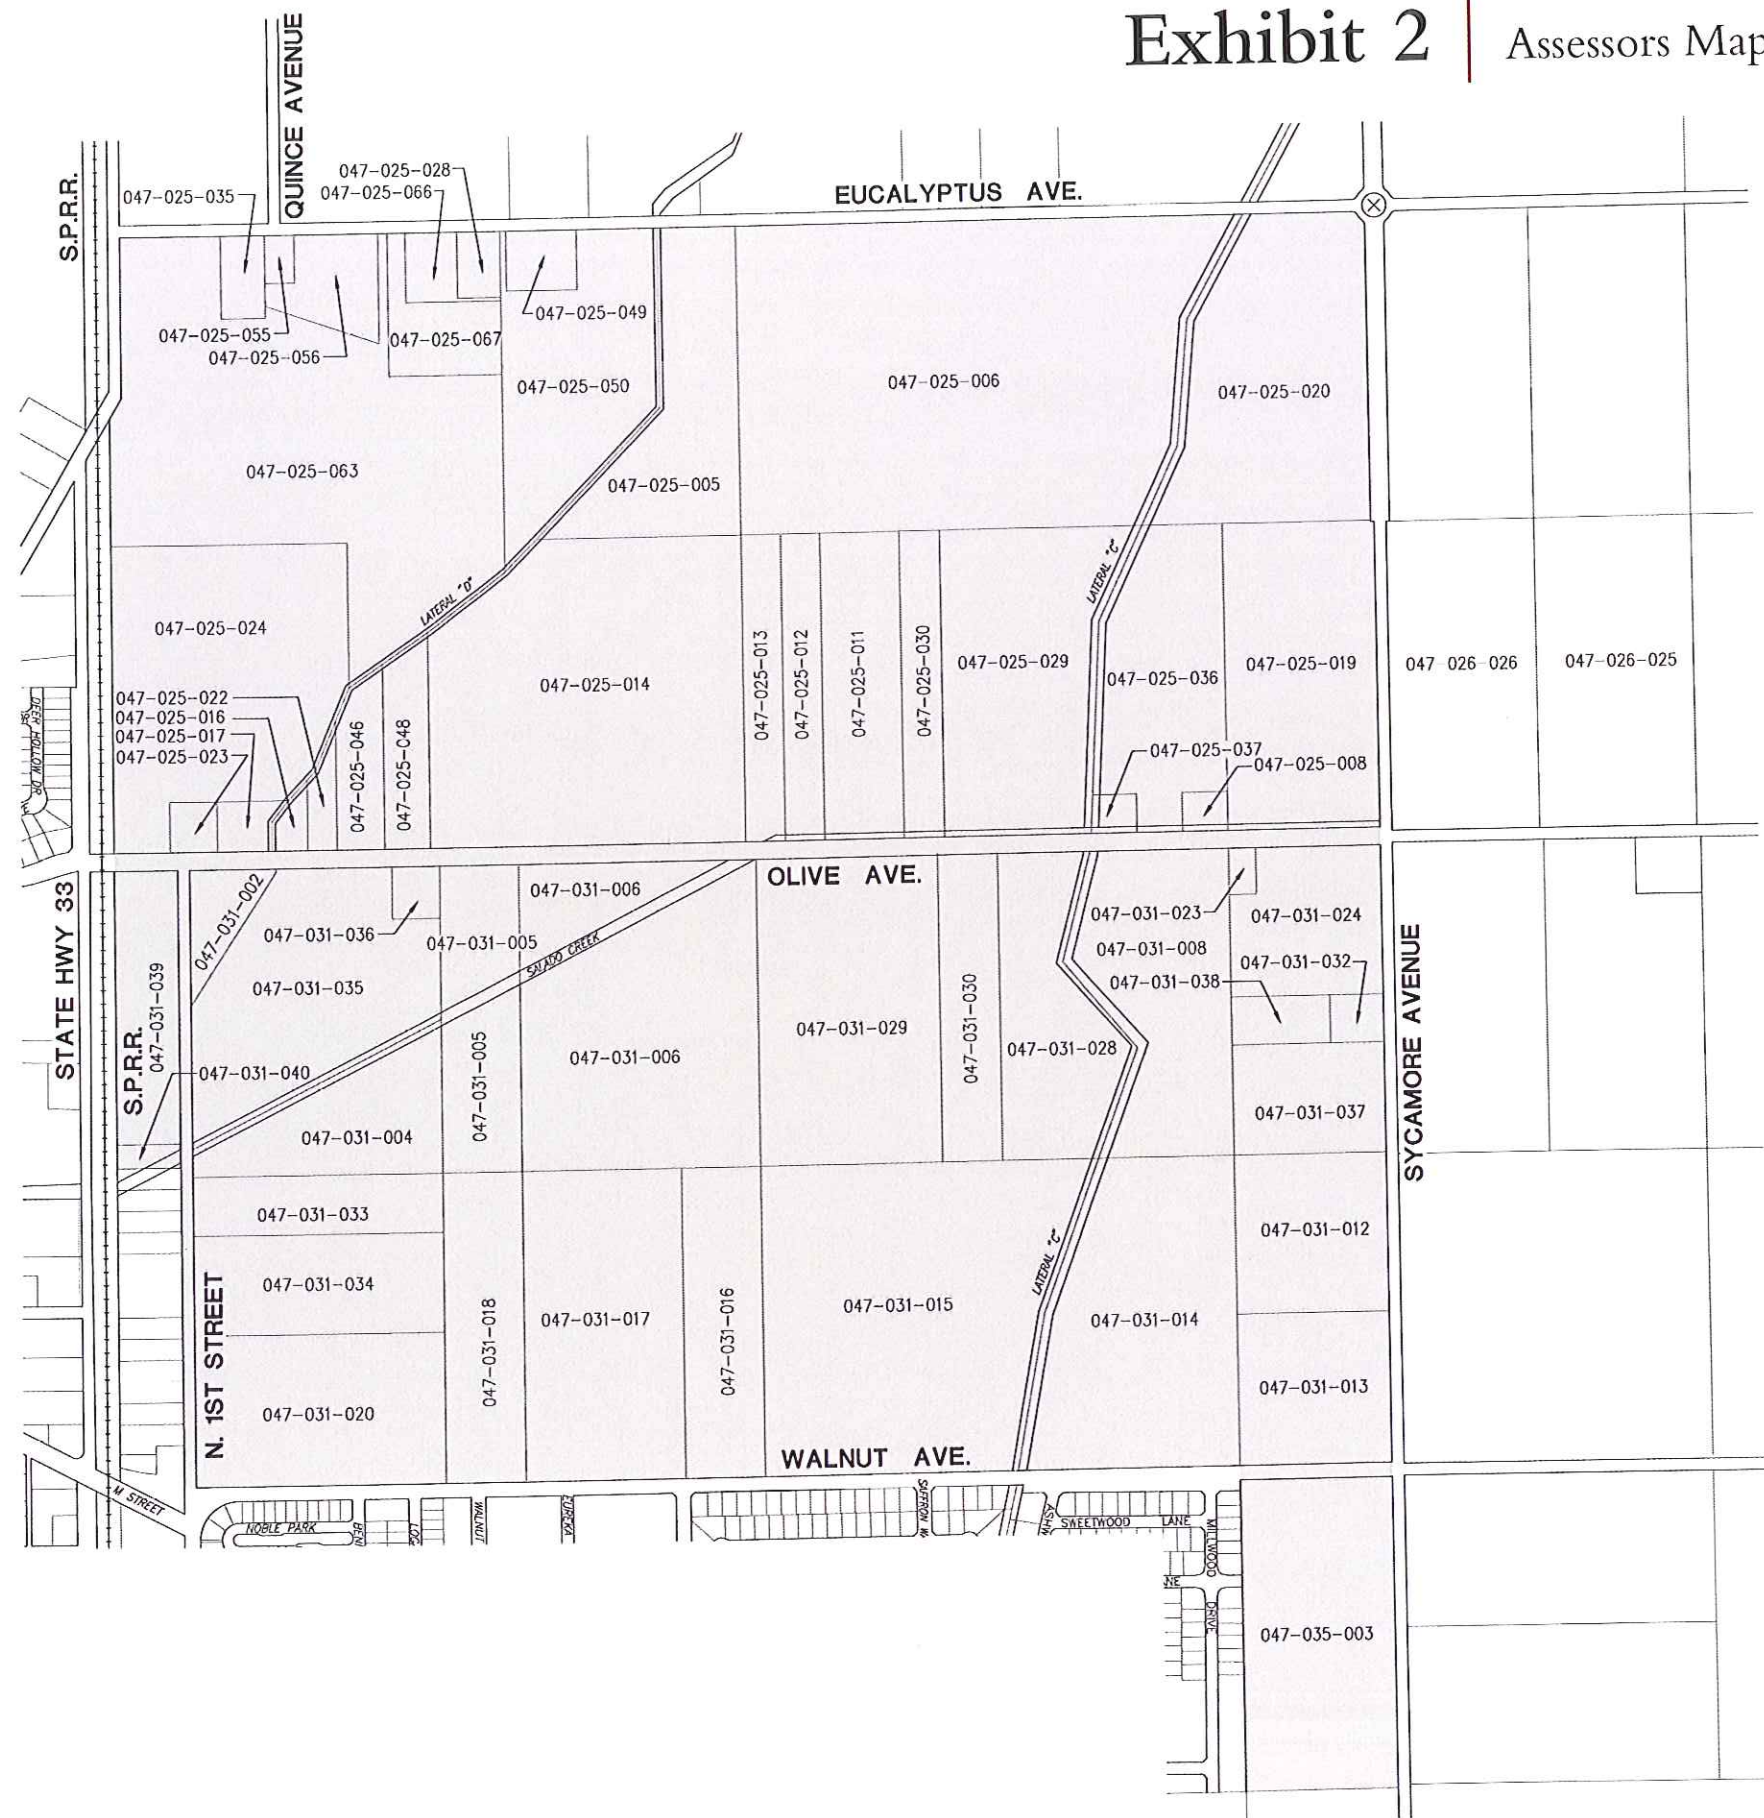 Exhibit 2
Assessors Map
QUINCE AVENUE
S.P.R.R.
047-025-028
047-025-035
047-025-066
EUCALYPTUS AVE.
047-025-049
047-025-055
047-025-067
047-025-056
047-025-050
047-025-006
047-025-020
047-025-063
047-025-005
LATERAL "D"
LATERAL "C"
047-025-024
047-025-014
047-025-013
047-025-012
047-025-011
047-025-030
047-025-029
047-025-036
047-025-019
047-026-026
047-026-025
DEER HOLLOW DR
047-025-022
047-025-016
047-025-017
047-025-023
047-025-046
047-025-048
047-025-037
047-025-008
STATE HWY 33
047-031-002
047-031-006
OLIVE AVE.
047-031-036
047-031-005
SALADO CREEK
047-031-023
047-031-024
047-031-008
047-031-032
047-031-038
SYCAMORE AVENUE
047-031-035
047-031-039
S.P.R.R.
047-031-040
047-031-005
047-031-006
047-031-029
047-031-030
047-031-028
047-031-004
047-031-037
047-031-033
047-031-012
N. 1ST STREET
047-031-034
047-031-018
047-031-017
047-031-016
047-031-015
LATERAL "C"
047-031-014
047-031-020
047-031-013
WALNUT AVE.
M STREET
NOBLE PARK
WALNUT
EUREKA
SAFFRON W
ASHW
SWEETWOOD LANE
MILLWOOD DRIVE
047-035-003